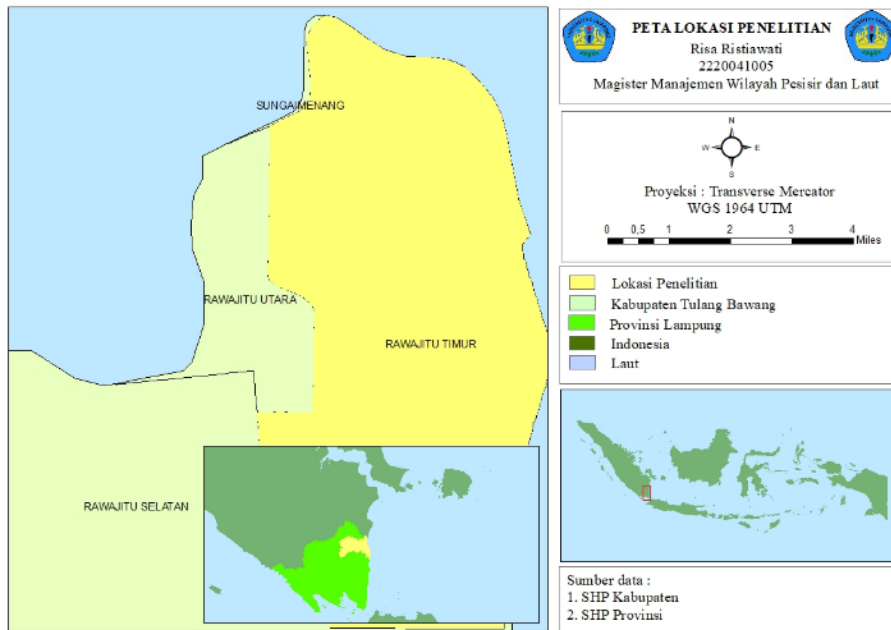 PETA LOKASI PENELITIAN
Risa Ristiawati
2220041005
Magister Manajemen Wilayah Pesisir dan Laut
N
W E
S
Proyeksi : Transverse Mercator
WGS 1964 UTM
0 0,5 1 2 3 4
Miles
Lokasi Penelitian
Kabupaten Tulang Bawang
Provinsi Lampung
Indonesia
Laut
Sumber data :
1. SHP Kabupaten
2. SHP Provinsi
SUNGAIMENANG
RAWAJITU UTARA
RAWAJITU TIMUR
RAWAJITU SELATAN